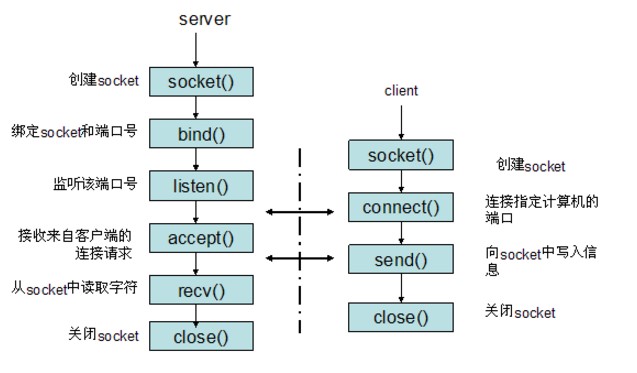 server
创建socket
socket()
绑定socket和端口号
bind()
监听该端口号
listen()
接收来自客户端的
连接请求
accept()
从socket中读取字符
recv()
关闭socket
close()
client
socket()
创建socket
connect()
连接指定计算机的
端口
send()
向socket中写入信
息
close()
关闭socket